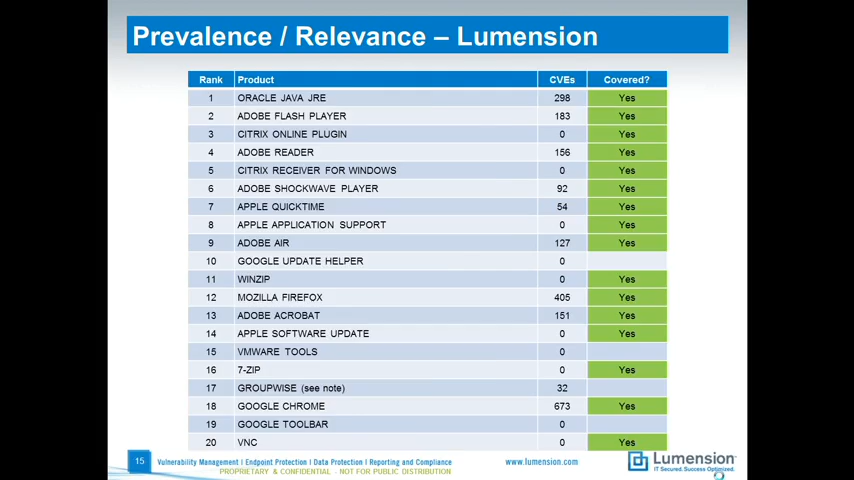 Prevalence / Relevance – Lumension
Rank Product CVEs Covered?
1 ORACLE JAVA JRE 298 Yes
2 ADOBE FLASH PLAYER 183 Yes
3 CITRIX ONLINE PLUGIN 0 Yes
4 ADOBE READER 156 Yes
5 CITRIX RECEIVER FOR WINDOWS 0 Yes
6 ADOBE SHOCKWAVE PLAYER 92 Yes
7 APPLE QUICKTIME 54 Yes
8 APPLE APPLICATION SUPPORT 0 Yes
9 ADOBE AIR 127 Yes
10 GOOGLE UPDATE HELPER 0
11 WINZIP 0 Yes
12 MOZILLA FIREFOX 405 Yes
13 ADOBE ACROBAT 151 Yes
14 APPLE SOFTWARE UPDATE 0 Yes
15 VMWARE TOOLS 0
16 7-ZIP 0 Yes
17 GROUPWISE (see note) 32
18 GOOGLE CHROME 673 Yes
19 GOOGLE TOOLBAR 0
20 VNC 0 Yes
15 Vulnerability Management | Endpoint Protection | Data Protection | Reporting and Compliance www.lumension.com Lumension
PROPRIETARY & CONFIDENTIAL - NOT FOR PUBLIC DISTRIBUTION IT Secured. Success Optimized.